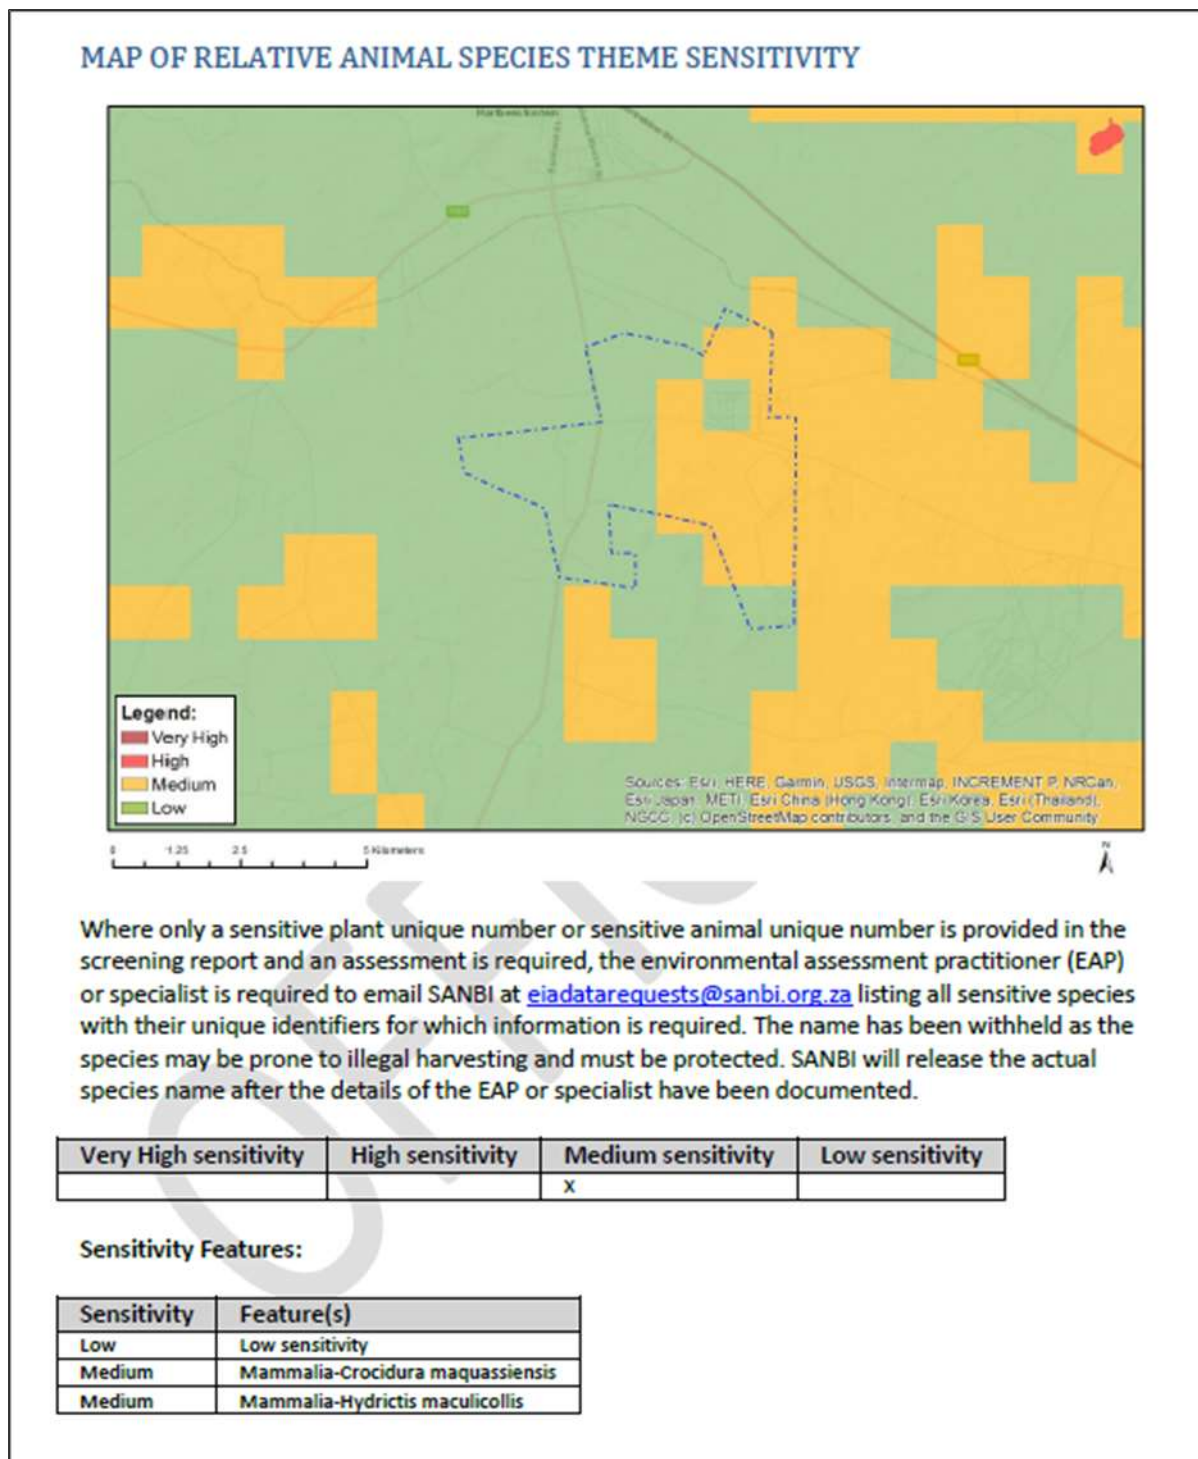 MAP OF RELATIVE ANIMAL SPECIES THEME SENSITIVITY
Legend:
Very High
High
Medium
Low
Sources: Esri, HERE, Garmin, USGS, Intermap, INCREMENT P, NRCan,
Esri Japan, METI, Esri China (Hong Kong), Esri Korea, Esri (Thailand),
NGCC, (c) OpenStreetMap contributors, and the GIS User Community
0 1.25 2.5 5 Kilometers
N
Where only a sensitive plant unique number or sensitive animal unique number is provided in the
screening report and an assessment is required, the environmental assessment practitioner (EAP)
or specialist is required to email SANBI at eiadatarequests@sanbi.org.za listing all sensitive species
with their unique identifiers for which information is required. The name has been withheld as the
species may be prone to illegal harvesting and must be protected. SANBI will release the actual
species name after the details of the EAP or specialist have been documented.
Very High sensitivity High sensitivity Medium sensitivity Low sensitivity
X
Sensitivity Features:
Sensitivity Feature(s)
Low Low sensitivity
Medium Mammalia-Crocidura maquassiensis
Medium Mammalia-Hydrictis maculicollis